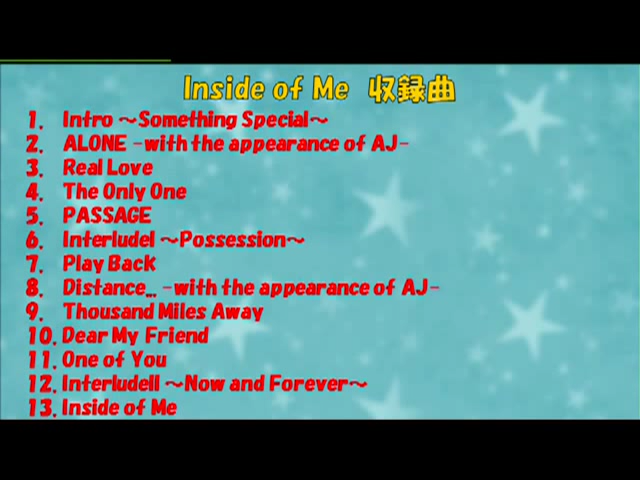 Inside of Me 収録曲
1. Intro ～Something Special～
2. ALONE -with the appearance of AJ-
3. Real Love
4. The Only One
5. PASSAGE
6. InterludeI ～Possession～
7. Play Back
8. Distance... -with the appearance of AJ-
9. Thousand Miles Away
10. Dear My Friend
11. One of You
12. InterludeII ～Now and Forever～
13. Inside of Me